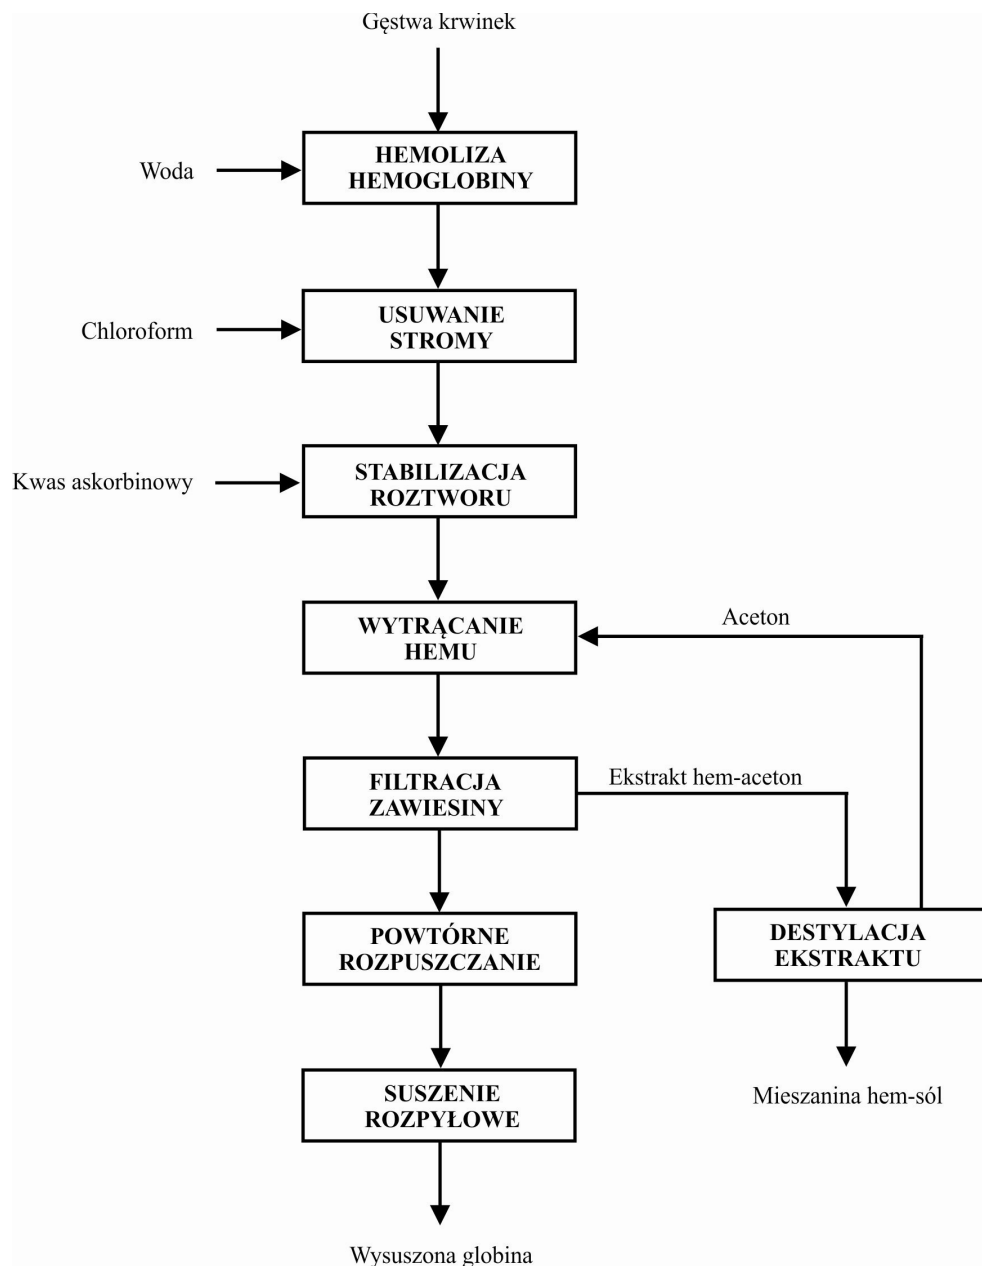 Gęstwa krwinek
HEMOLIZA
HEMOGLOBINY
Woda
USUWANIE
STROMY
Chloroform
STABILIZACJA
ROZTWORU
Kwas askorbinowy
WYTRĄCANIE
HEMU
Aceton
FILTRACJA
ZAWIESINY
Ekstrakt hem-aceton
POWTÓRNE
ROZPUSZCZANIE
DESTYLACJA
EKSTRAKTU
SUSZENIE
ROZPYŁOWE
Mieszanina hem-sól
Wysuszona globina